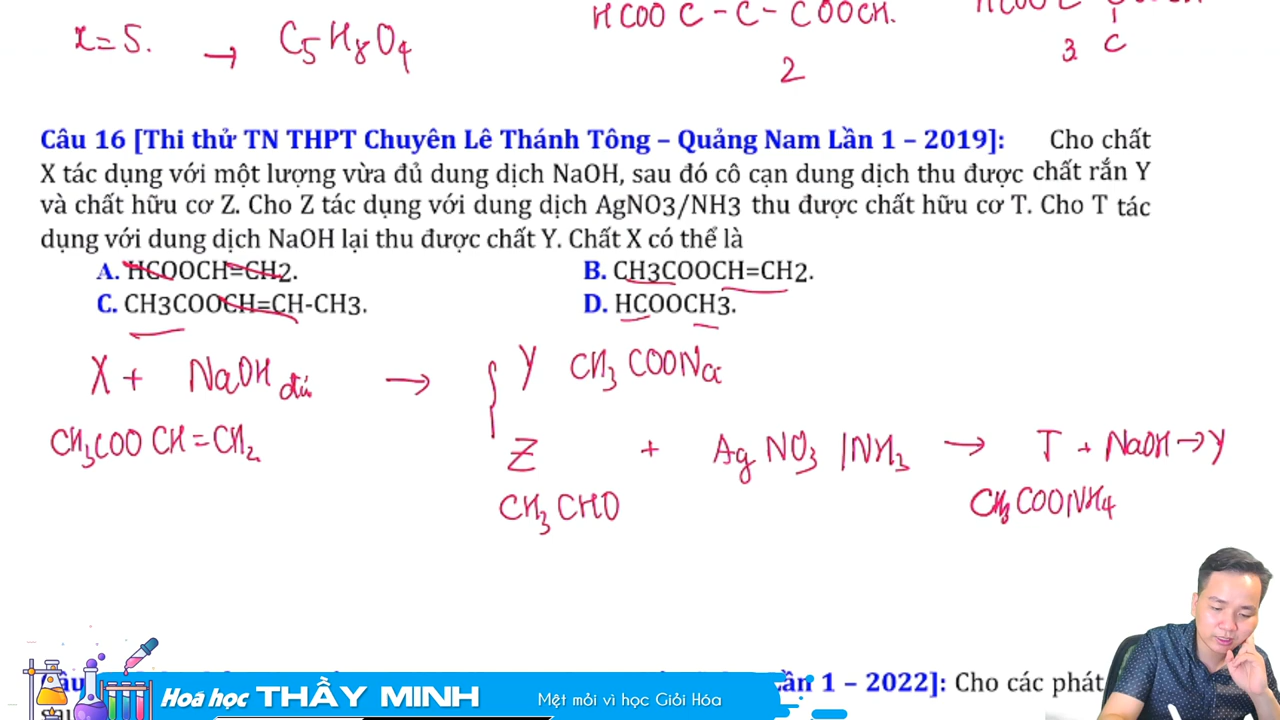 HCOO C - C - COOCH.
x=5. → C5H8O4
2
3 C
Câu 16 [Thi thử TN THPT Chuyên Lê Thánh Tông – Quảng Nam Lần 1 – 2019]: Cho chất
X tác dụng với một lượng vừa đủ dung dịch NaOH, sau đó cô cạn dung dịch thu được chất rắn Y
và chất hữu cơ Z. Cho Z tác dụng với dung dịch AgNO3/NH3 thu được chất hữu cơ T. Cho T tác
dụng với dung dịch NaOH lại thu được chất Y. Chất X có thể là
A. HCOOCH=CH2. B. CH3COOCH=CH2.
C. CH3COOCH=CH-CH3. D. HCOOCH3.
X + NaOH đủ → { Y CH3COONa
CH3COOCH=CH2
Z + AgNO3/NH3 → T + NaOH → Y
CH3CHO CH3COONH4
Lần 1 – 2022]: Cho các phát
Hoá học THẦY MINH Mệt mỏi vì học Giỏi Hóa